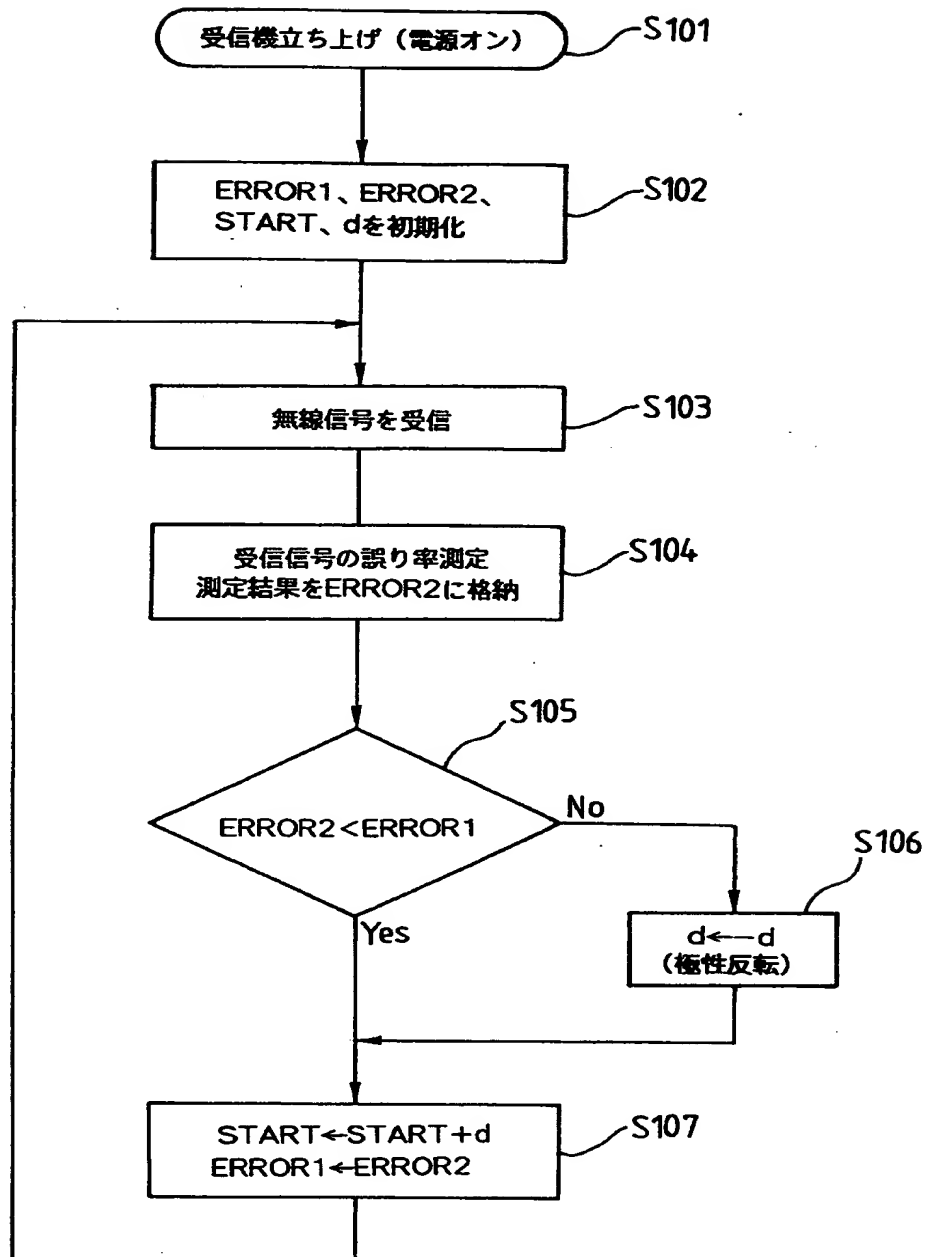 受信機立ち上げ（電源オン）
S101
ERROR1、ERROR2、
START、dを初期化
S102
無線信号を受信
S103
受信信号の誤り率測定
測定結果をERROR2に格納
S104
S105
ERROR2<ERROR1
No
Yes
S106
d←−d
（極性反転）
START←START+d
ERROR1←ERROR2
S107